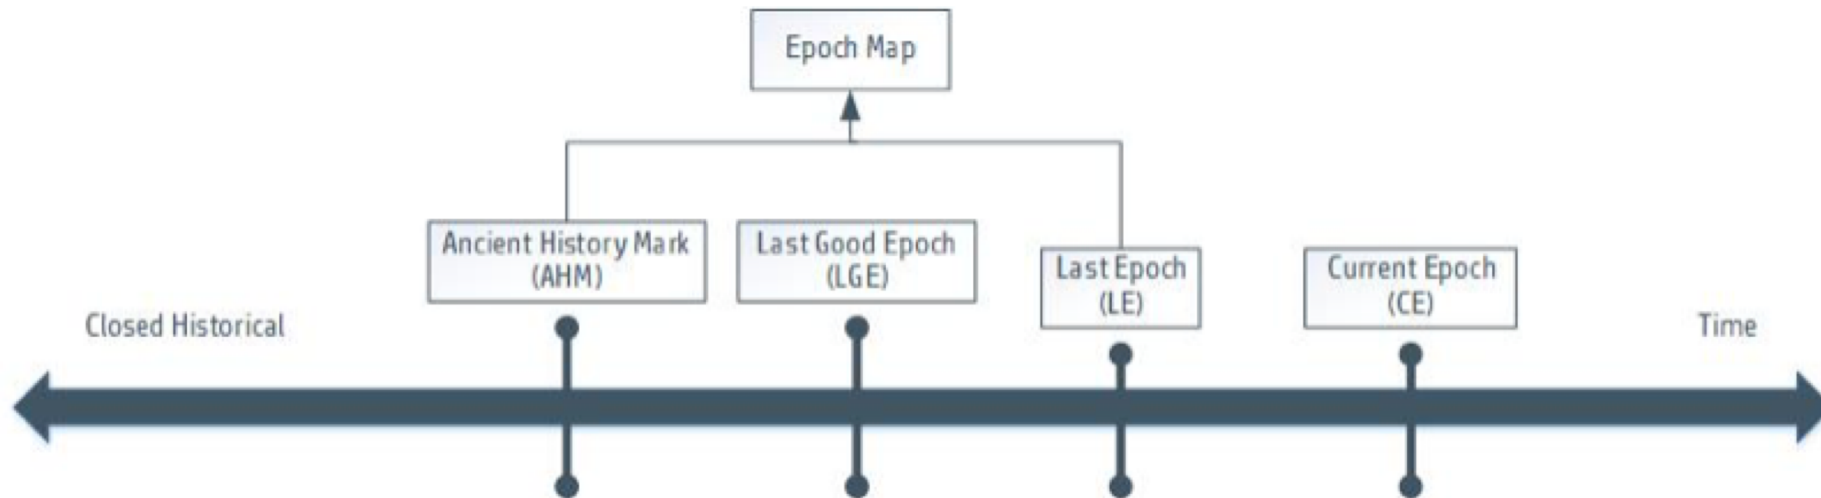 Epoch Map
Ancient History Mark
(AHM)
Last Good Epoch
(LGE)
Last Epoch
(LE)
Current Epoch
(CE)
Closed Historical
Time